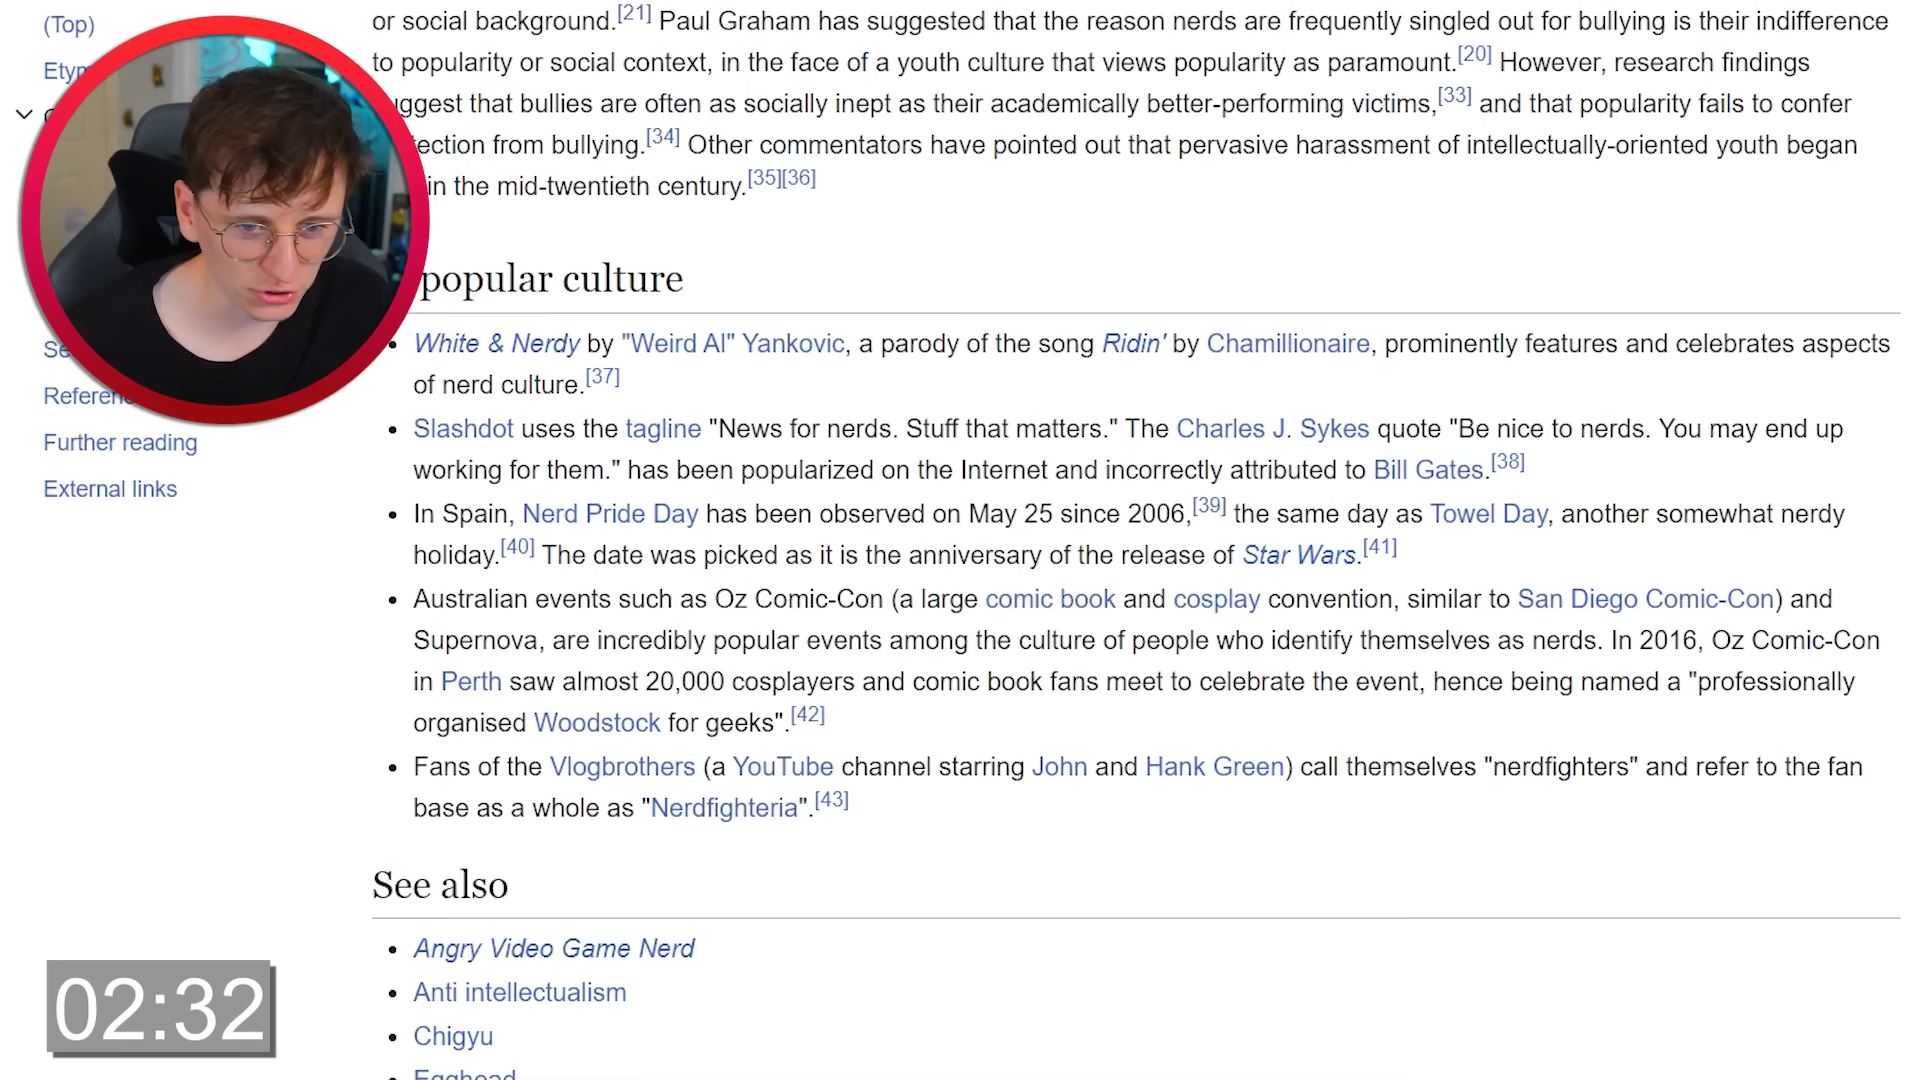 (Top)
or social background.[21] Paul Graham has suggested that the reason nerds are frequently singled out for bullying is their indifference
Etym
to popularity or social context, in the face of a youth culture that views popularity as paramount.[20] However, research findings
ggest that bullies are often as socially inept as their academically better-performing victims,[33] and that popularity fails to confer
ection from bullying.[34] Other commentators have pointed out that pervasive harassment of intellectually-oriented youth began
in the mid-twentieth century.[35][36]
popular culture
• White & Nerdy by "Weird Al" Yankovic, a parody of the song Ridin' by Chamillionaire, prominently features and celebrates aspects
of nerd culture.[37]
Se
Referen
Further reading
External links
• Slashdot uses the tagline "News for nerds. Stuff that matters." The Charles J. Sykes quote "Be nice to nerds. You may end up
working for them." has been popularized on the Internet and incorrectly attributed to Bill Gates.[38]
• In Spain, Nerd Pride Day has been observed on May 25 since 2006,[39] the same day as Towel Day, another somewhat nerdy
holiday.[40] The date was picked as it is the anniversary of the release of Star Wars.[41]
• Australian events such as Oz Comic-Con (a large comic book and cosplay convention, similar to San Diego Comic-Con) and
Supernova, are incredibly popular events among the culture of people who identify themselves as nerds. In 2016, Oz Comic-Con
in Perth saw almost 20,000 cosplayers and comic book fans meet to celebrate the event, hence being named a "professionally
organised Woodstock for geeks".[42]
• Fans of the Vlogbrothers (a YouTube channel starring John and Hank Green) call themselves "nerdfighters" and refer to the fan
base as a whole as "Nerdfighteria".[43]
See also
• Angry Video Game Nerd
• Anti intellectualism
• Chigyu
• Egghead
02:32